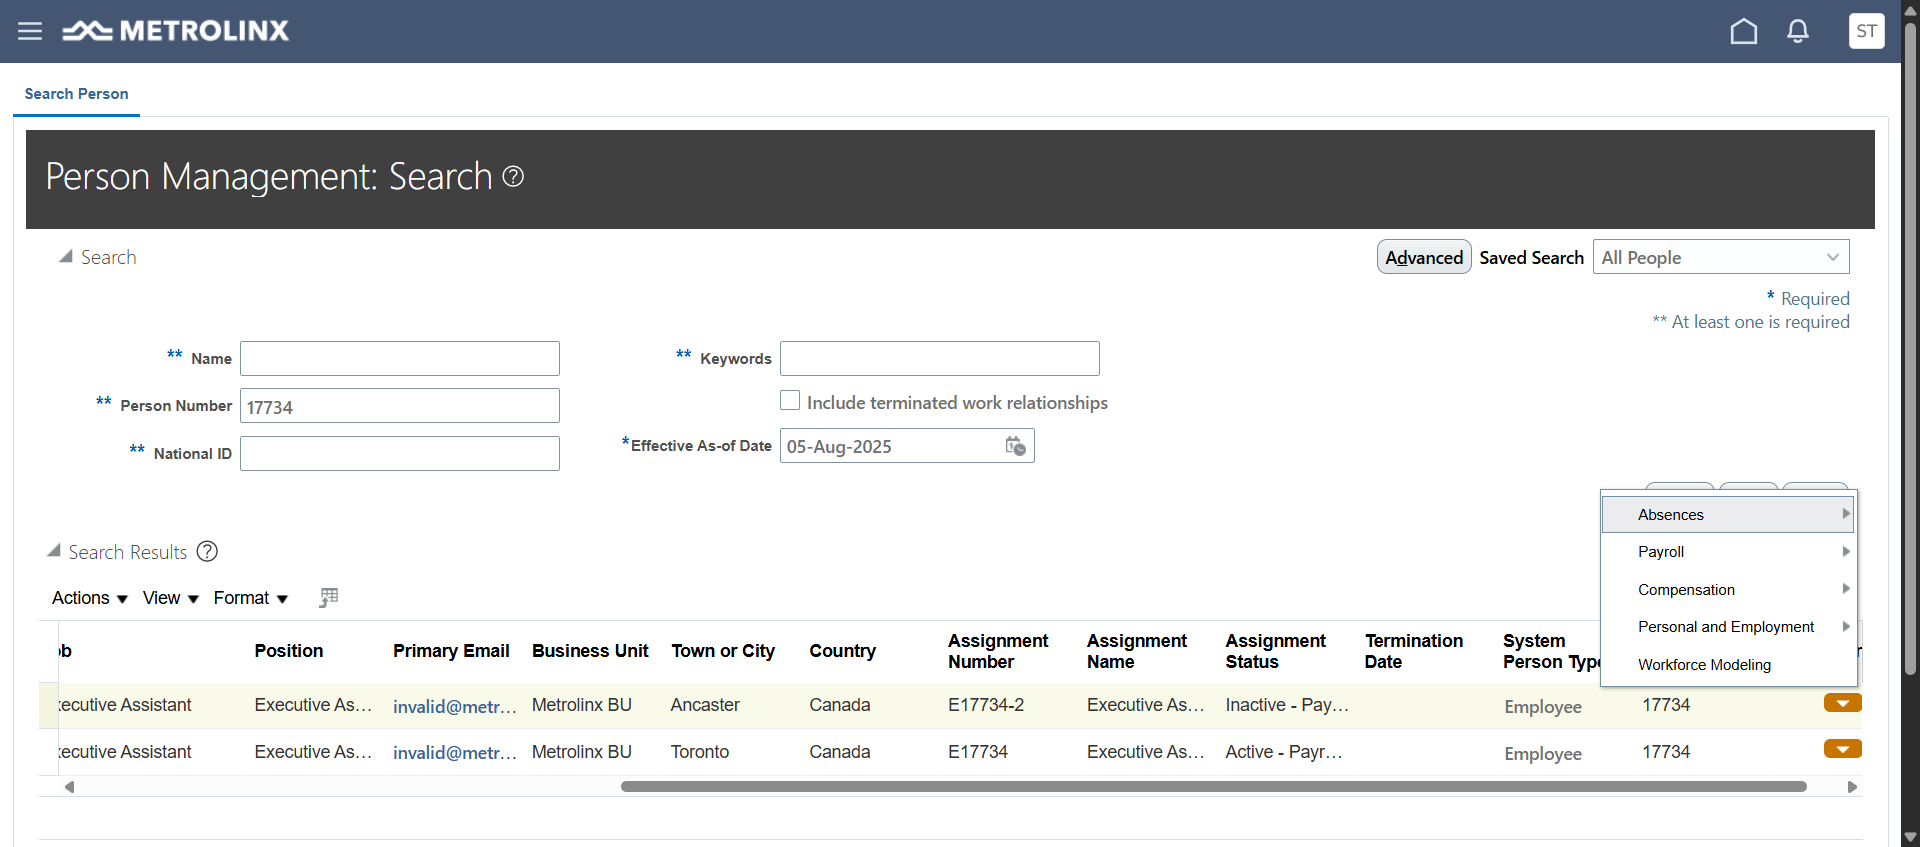 METROLINX
ST
Search Person
Person Management: Search
Search
Advanced Saved Search All People
* Required
** At least one is required
** Name
** Keywords
** Person Number 17734
Include terminated work relationships
** National ID
*Effective As-of Date 05-Aug-2025
Absences
Payroll
Compensation
Personal and Employment
Workforce Modeling
Search Results
Actions View Format
Position Primary Email Business Unit Town or City Country Assignment Number Assignment Name Assignment Status Termination Date System Person Type
xecutive Assistant Executive As... invalid@metr... Metrolinx BU Ancaster Canada E17734-2 Executive As... Inactive - Pay... Employee 17734
xecutive Assistant Executive As... invalid@metr... Metrolinx BU Toronto Canada E17734 Executive As... Active - Payr... Employee 17734